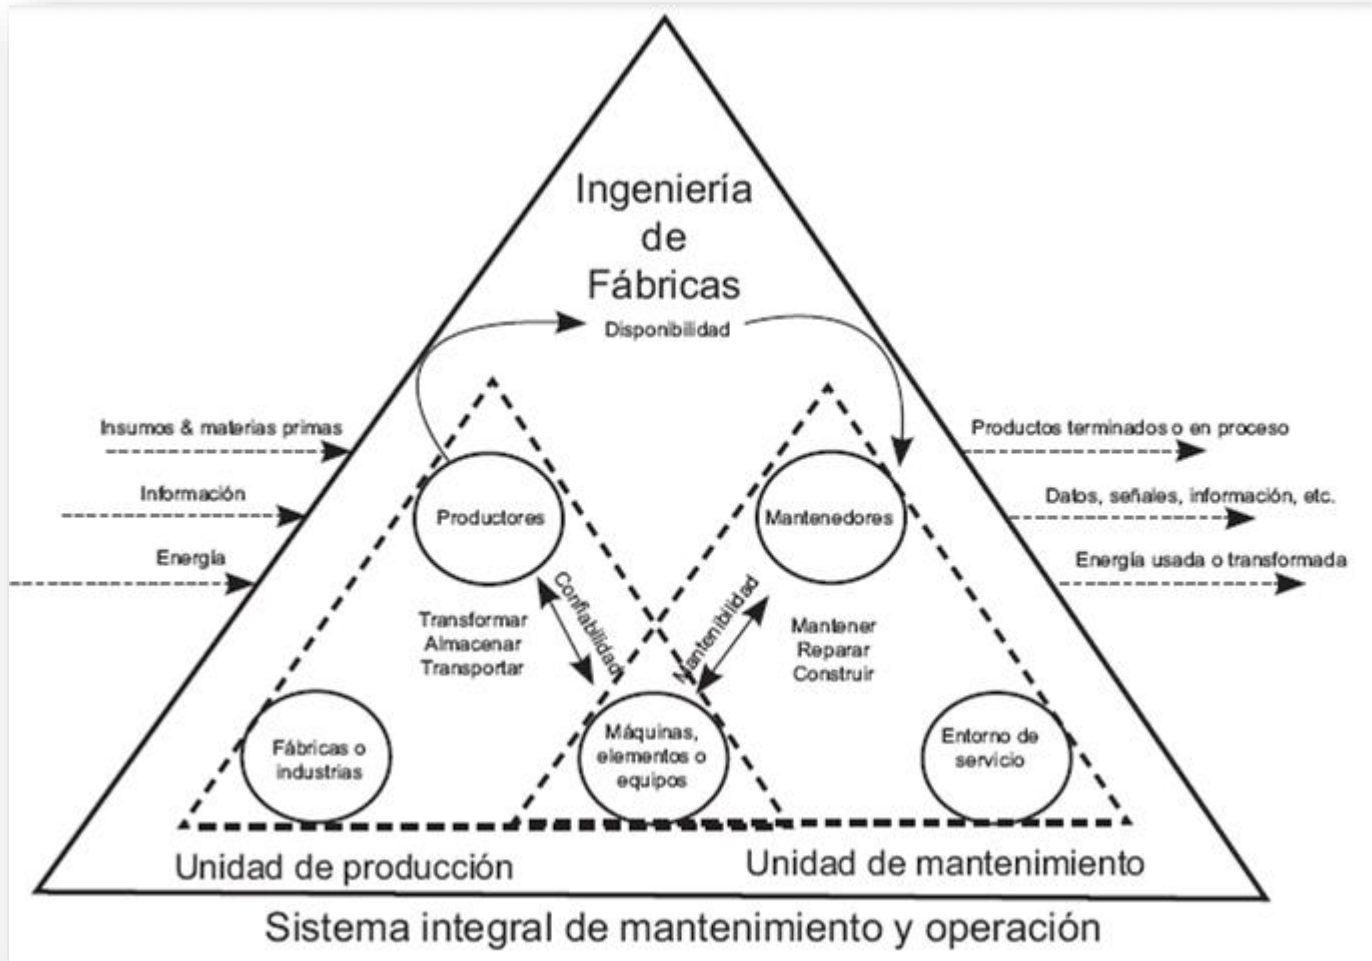 Ingeniería
de
Fábricas
Disponibilidad
Insumos & materias primas
Información
Energía
Productos terminados o en proceso
Datos, señales, información, etc.
Energía usada o transformada
Productores
Mantenedores
Confiabilidad
Mantenibilidad
Transformar
Almacenar
Transportar
Mantener
Reparar
Construir
Fábricas o
industrias
Máquinas,
elementos o
equipos
Entorno de
servicio
Unidad de producción
Unidad de mantenimiento
Sistema integral de mantenimiento y operación